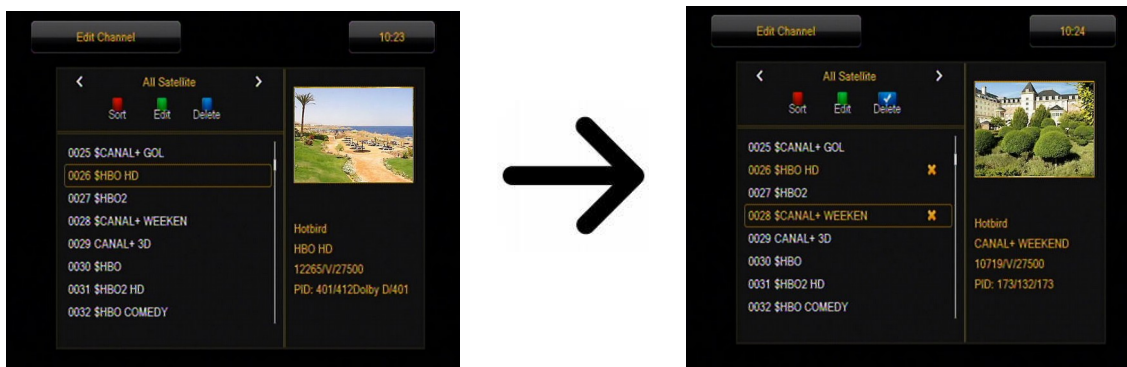 Edit Channel
10:23
All Satellite
Sort Edit Delete
0025 $CANAL+ GOL
0026 $HBO HD
0027 $HBO2
0028 $CANAL+ WEEKEN
0029 CANAL+ 3D
0030 $HBO
0031 $HBO2 HD
0032 $HBO COMEDY
Hotbird
HBO HD
12265/V/27500
PID: 401/412Dolby D/401
Edit Channel
10:24
All Satellite
Sort Edit Delete
0025 $CANAL+ GOL
0026 $HBO HD
0027 $HBO2
0028 $CANAL+ WEEKEN
0029 CANAL+ 3D
0030 $HBO
0031 $HBO2 HD
0032 $HBO COMEDY
Hotbird
CANAL+ WEEKEND
10719/V/27500
PID: 173/132/173